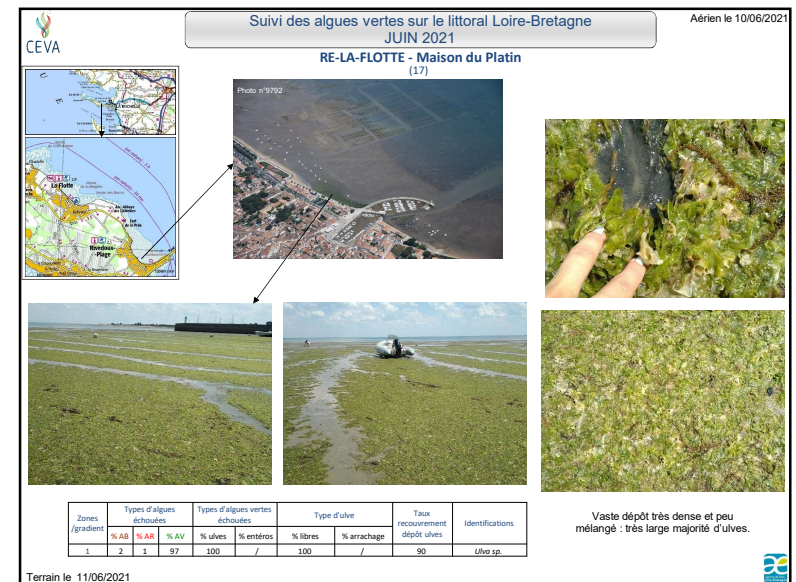 CEVA
Suivi des algues vertes sur le littoral Loire-Bretagne
JUIN 2021
Aérien le 10/06/2021
RE-LA-FLOTTE - Maison du Platin
(17)
Photo n°9792
La Flotte
Rivedoux-
Plage
Zones
/gradient
Types d'algues
échouées
Types d'algues vertes
échouées
Type d'ulve
Taux
recouvrement
dépôt ulves
Identifications
% AB % AR % AV % ulves % entéros % libres % arrachage
1 2 1 97 100 / 100 / 90 Ulva sp.
Vaste dépôt très dense et peu
mélangé : très large majorité d'ulves.
Terrain le 11/06/2021